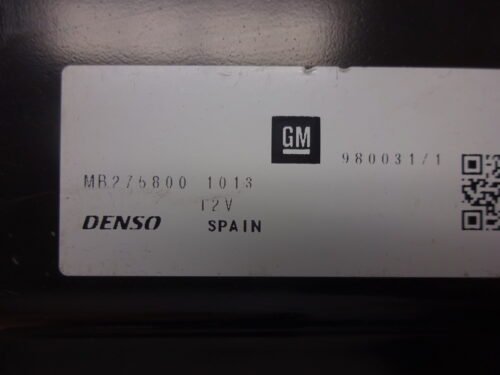 GM
980031/1
MB275800 1013
12V
DENSO SPAIN